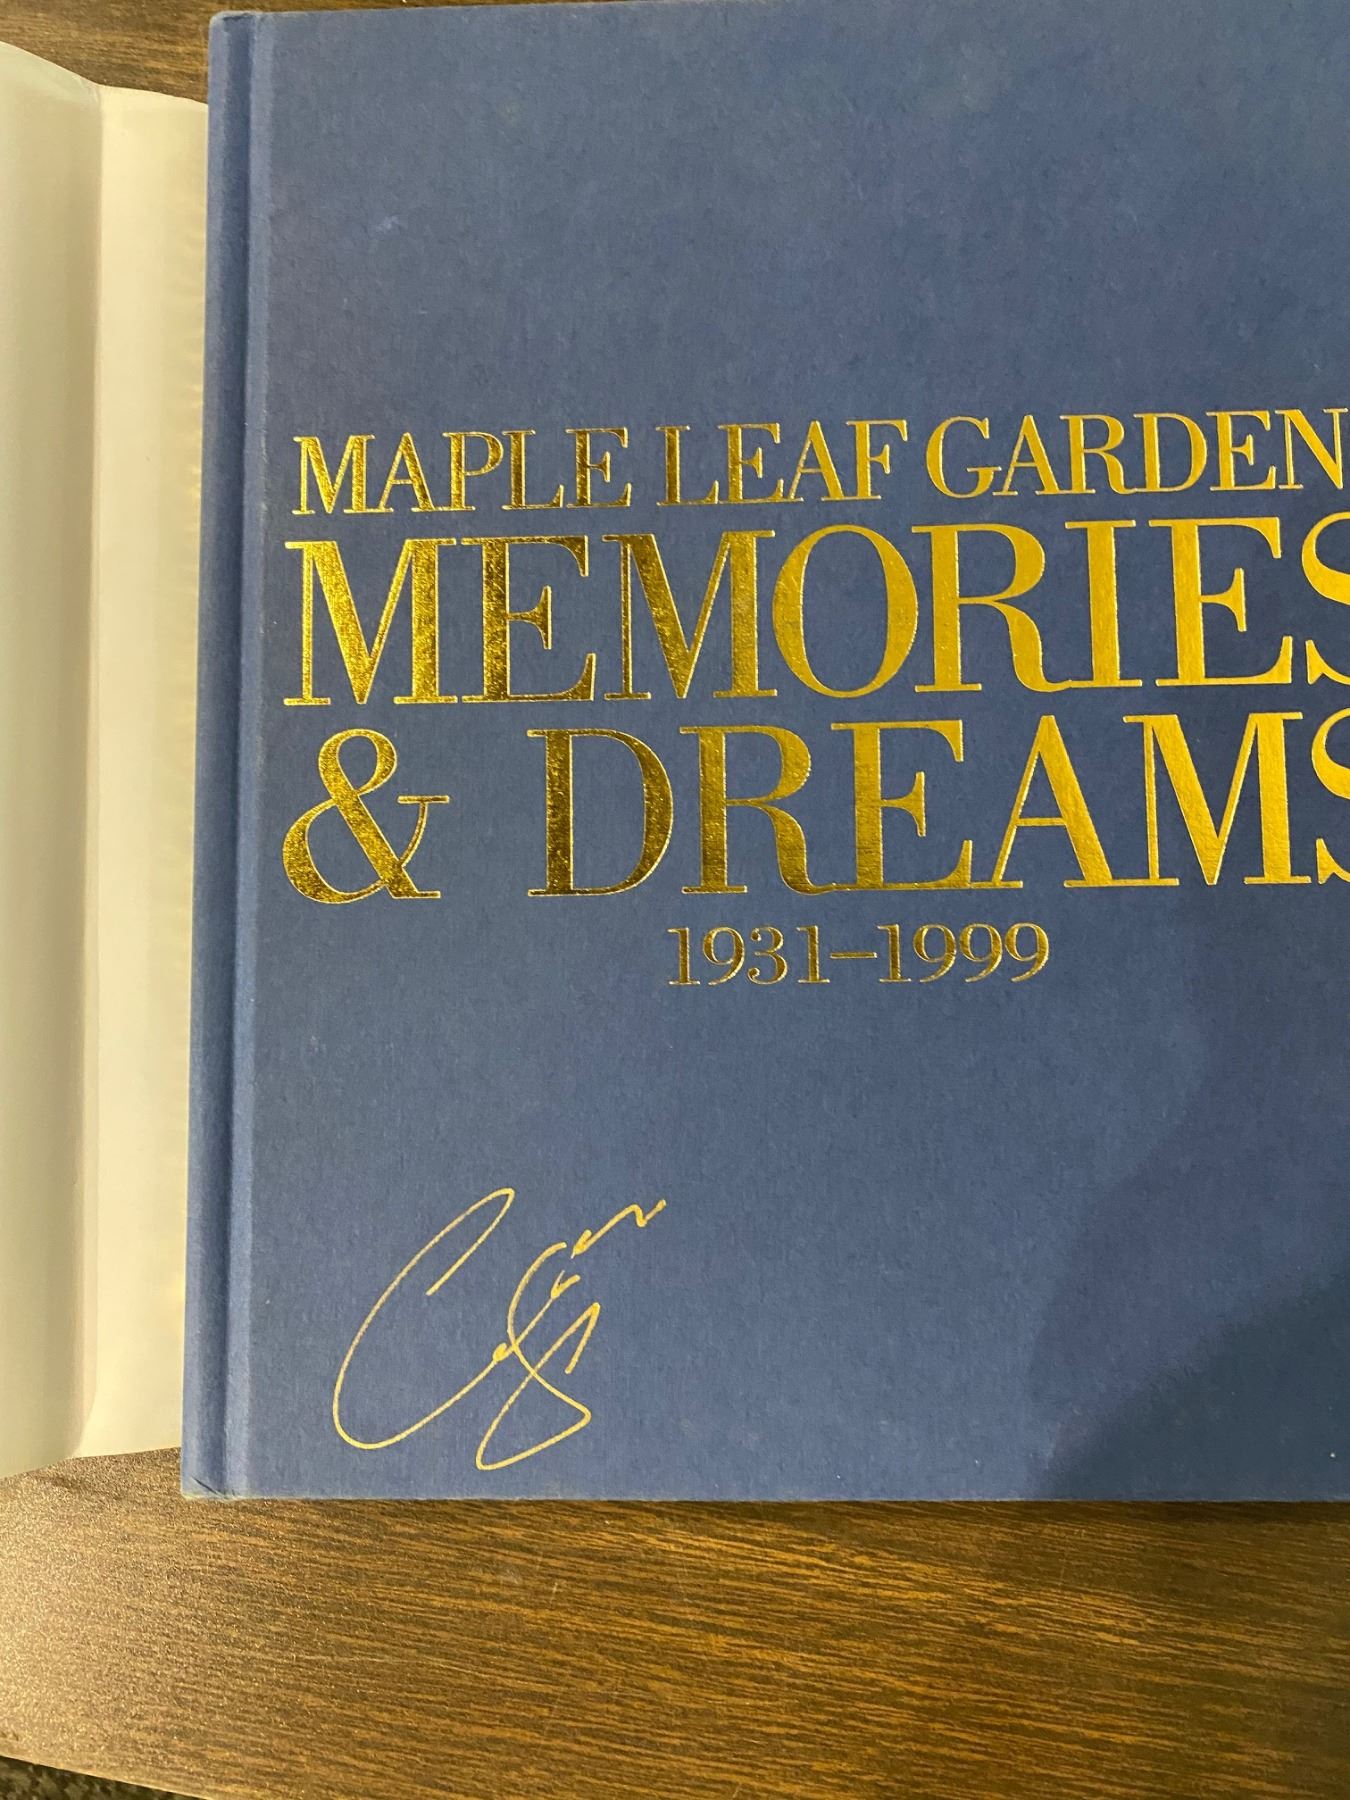 MAPLE LEAF GARDEN
MEMORIES
& DREAMS
1931–1999